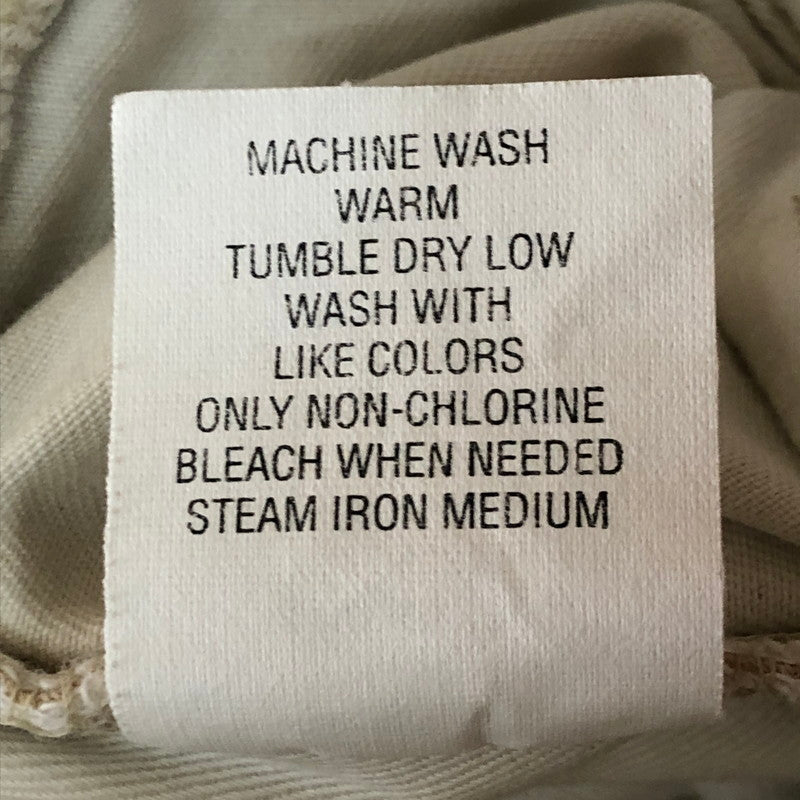 MACHINE WASH
WARM
TUMBLE DRY LOW
WASH WITH
LIKE COLORS
ONLY NON-CHLORINE
BLEACH WHEN NEEDED
STEAM IRON MEDIUM